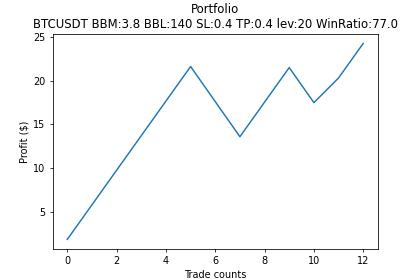 Portfolio
BTCUSDT BBM:3.8 BBL:140 SL:0.4 TP:0.4 lev:20 WinRatio:77.0
25
20
15
10
5
Profit ($)
0 2 4 6 8 10 12
Trade counts